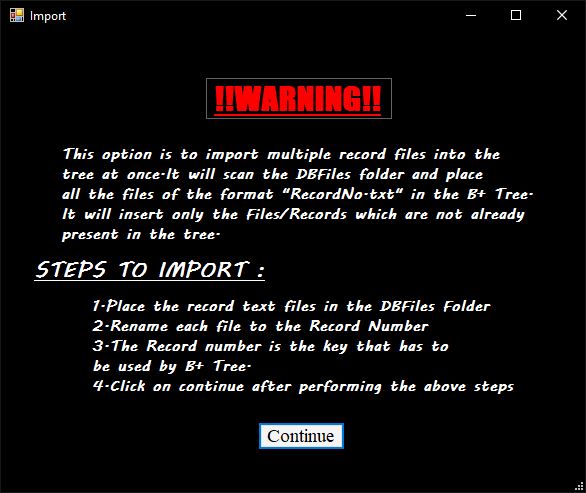 Import
!!WARNING!!
This option is to import multiple record files into the
tree at once.It will scan the DBFiles folder and place
all the files of the format "RecordNo.txt" in the B+ Tree.
It will insert only the Files/Records which are not already
present in the tree.
STEPS TO IMPORT :
1.Place the record text files in the DBFiles Folder
2.Rename each file to the Record Number
3.The Record number is the key that has to
be used by B+ Tree.
4.Click on continue after performing the above steps
Continue